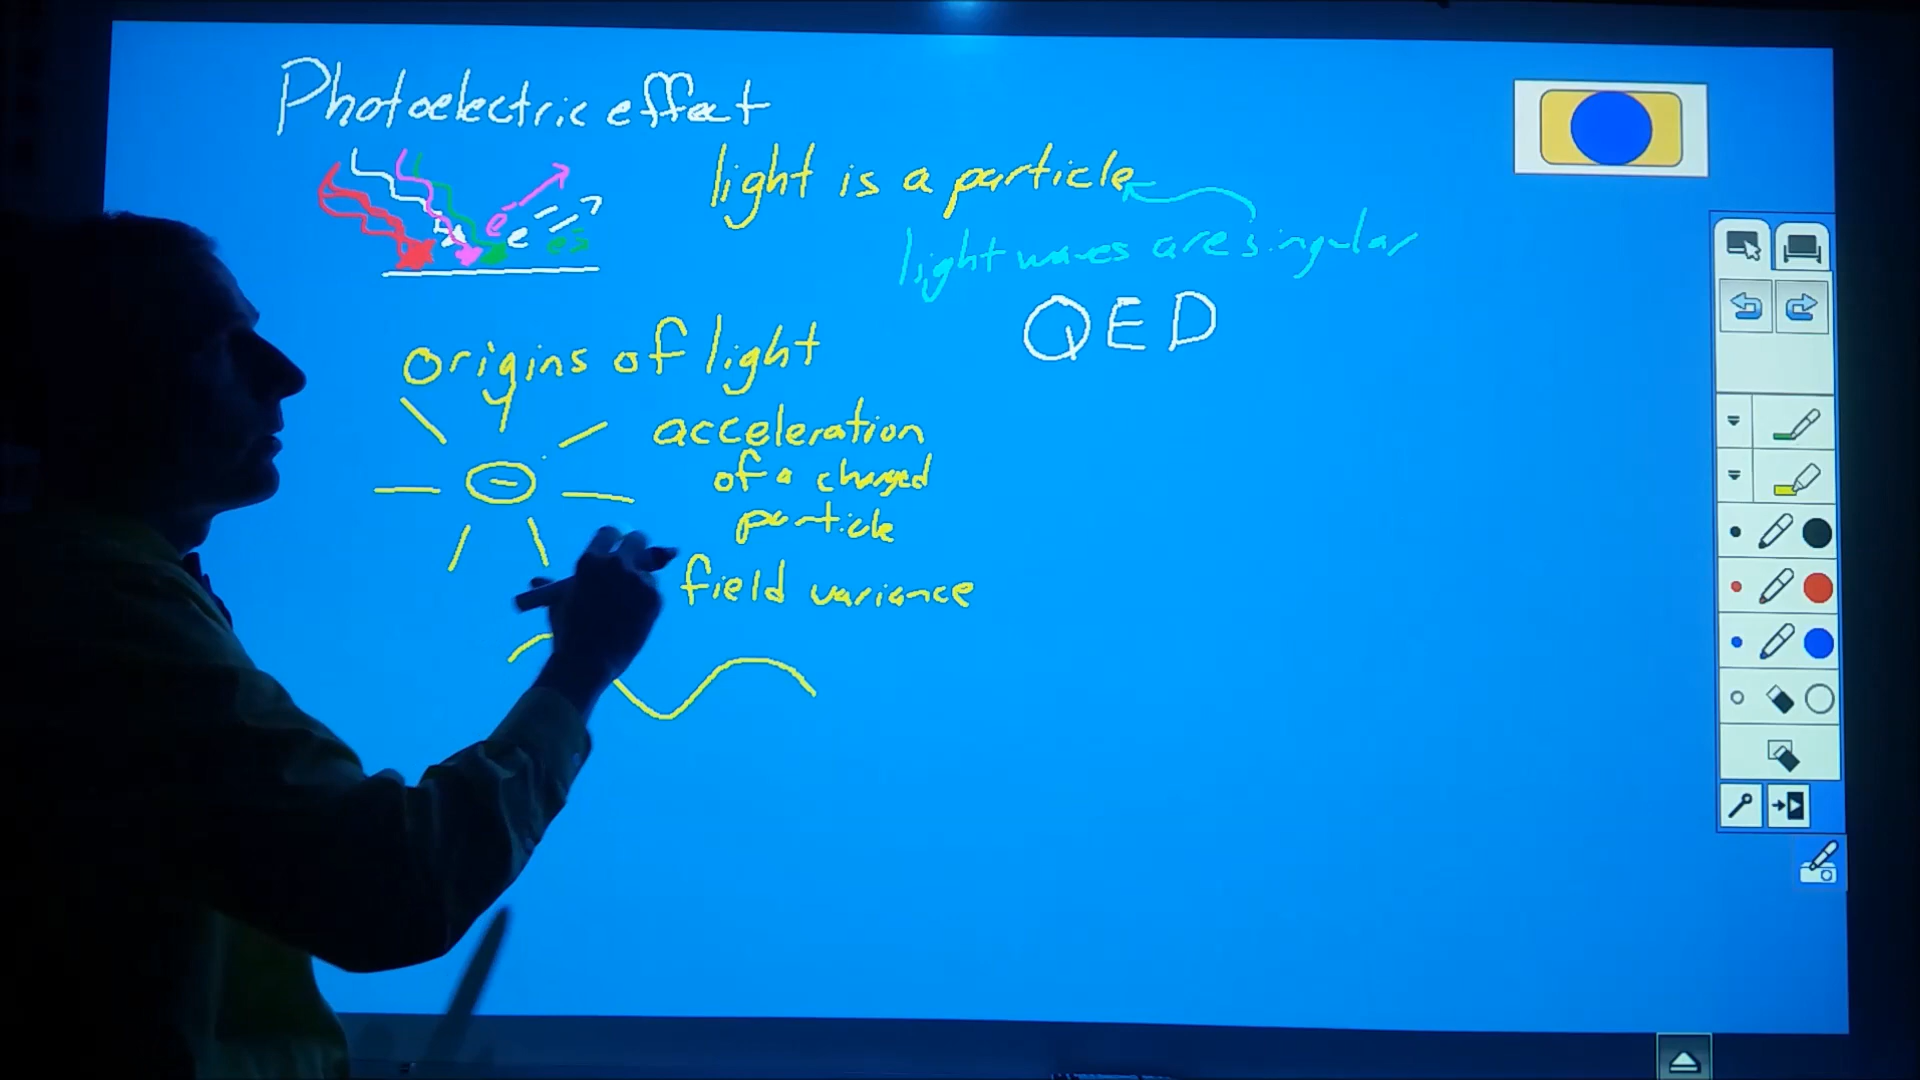 Photoelectric effect
light is a particle
e⁻ e⁻ e⁻
light waves are singular
QED
origins of light
acceleration
of a charged
particle
field variance